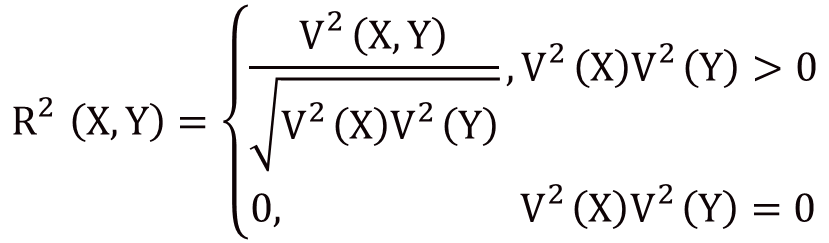 R² (X, Y) = { V² (X, Y) / √V² (X)V² (Y) , V² (X)V² (Y) > 0
0, V² (X)V² (Y) = 0